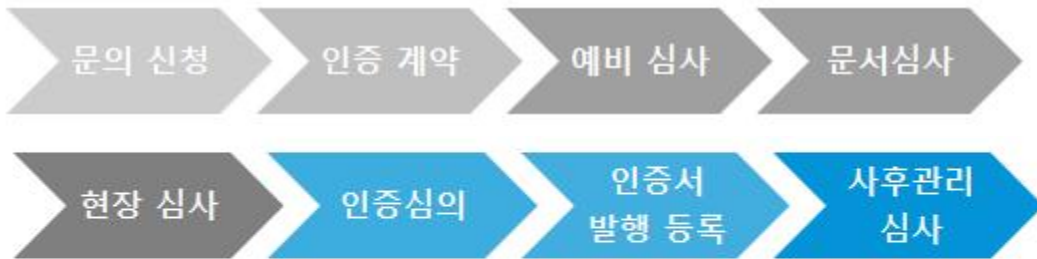 문의 신청
인증 계약
예비 심사
문서심사
현장 심사
인증심의
인증서
발행 등록
사후관리
심사